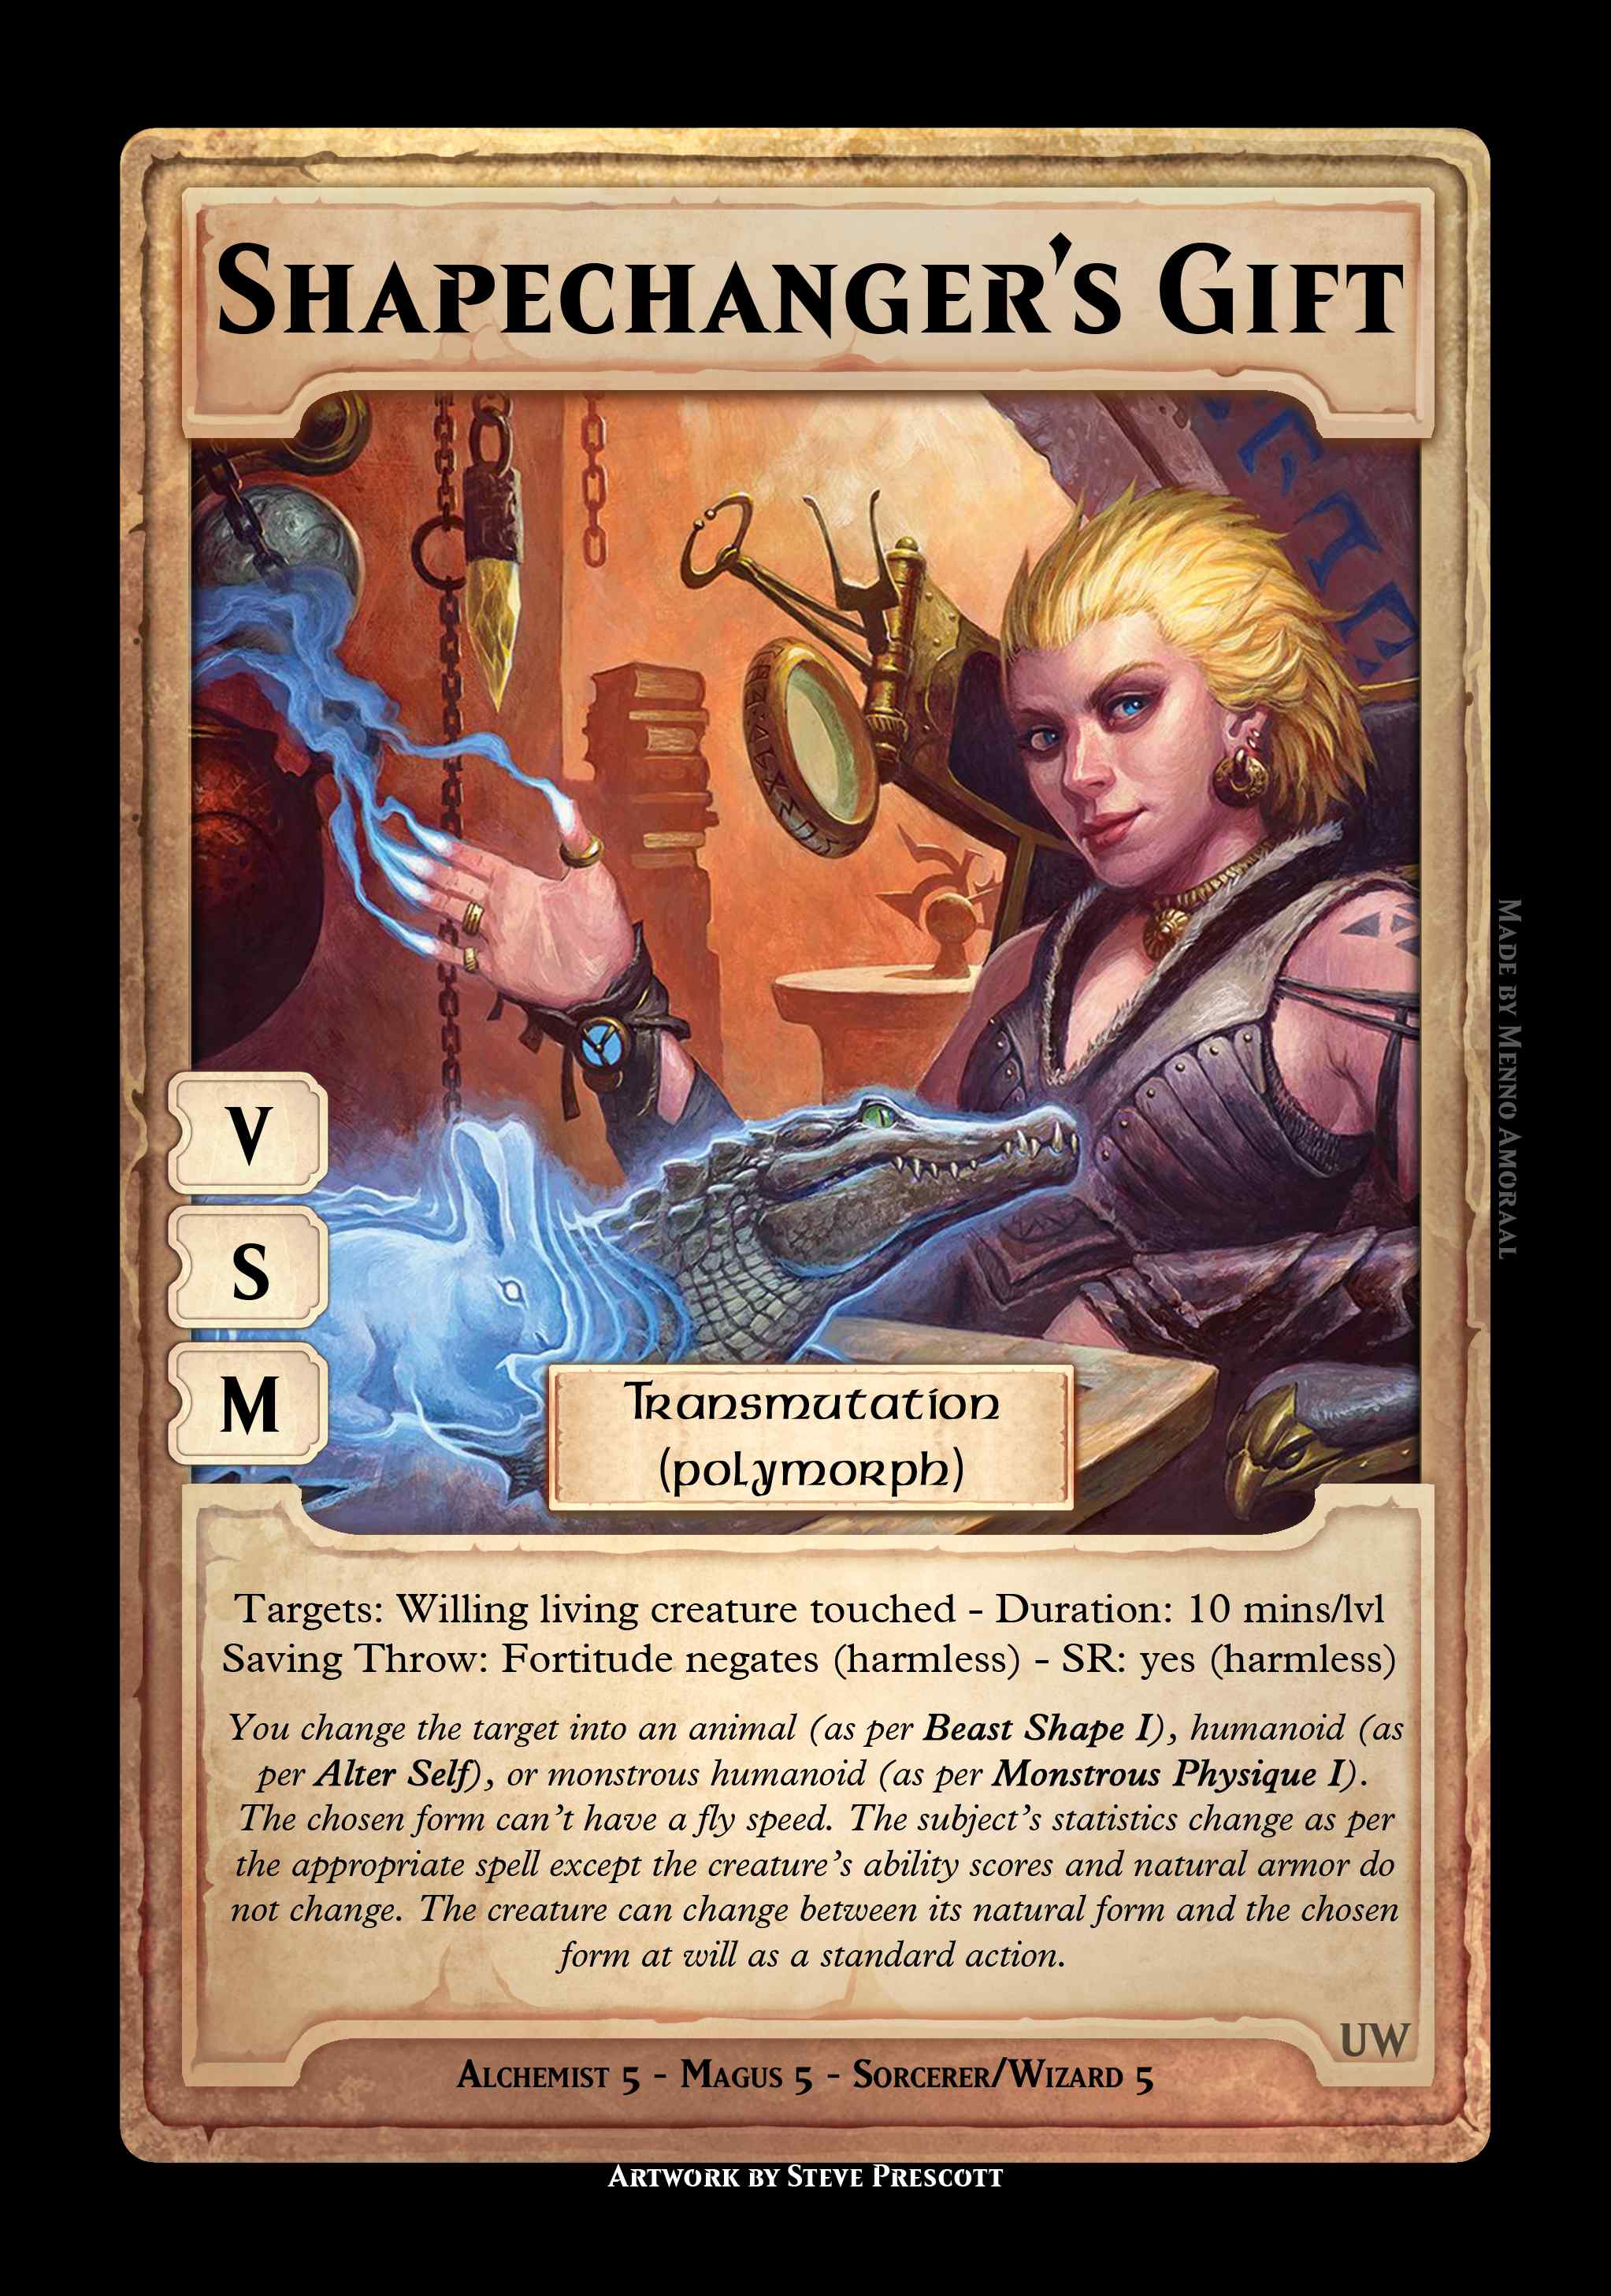 Shapechanger's Gift
V
S
M
Transmutation
(polymorph)
Targets: Willing living creature touched - Duration: 10 mins/lvl
Saving Throw: Fortitude negates (harmless) - SR: yes (harmless)
You change the target into an animal (as per Beast Shape I), humanoid (as
per Alter Self), or monstrous humanoid (as per Monstrous Physique I).
The chosen form can't have a fly speed. The subject's statistics change as per
the appropriate spell except the creature's ability scores and natural armor do
not change. The creature can change between its natural form and the chosen
form at will as a standard action.
UW
Alchemist 5 - Magus 5 - Sorcerer/Wizard 5
Artwork by Steve Prescott
Made by Menno Amoraal